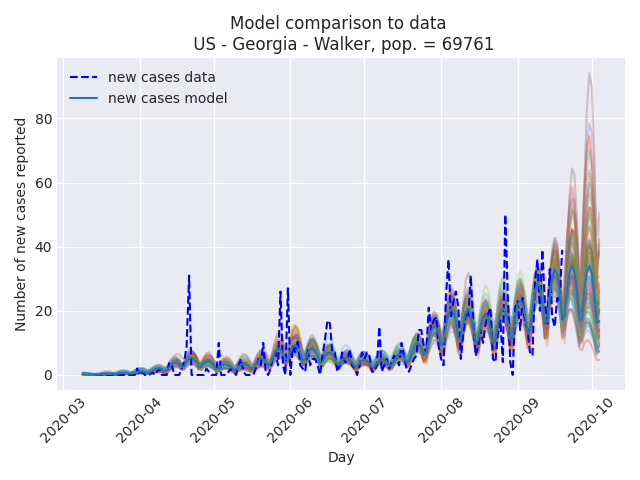 Model comparison to data
US - Georgia - Walker, pop. = 69761
new cases data
new cases model
Number of new cases reported
80
60
40
20
0
2020-03
2020-04
2020-05
2020-06
2020-07
2020-08
2020-09
2020-10
Day